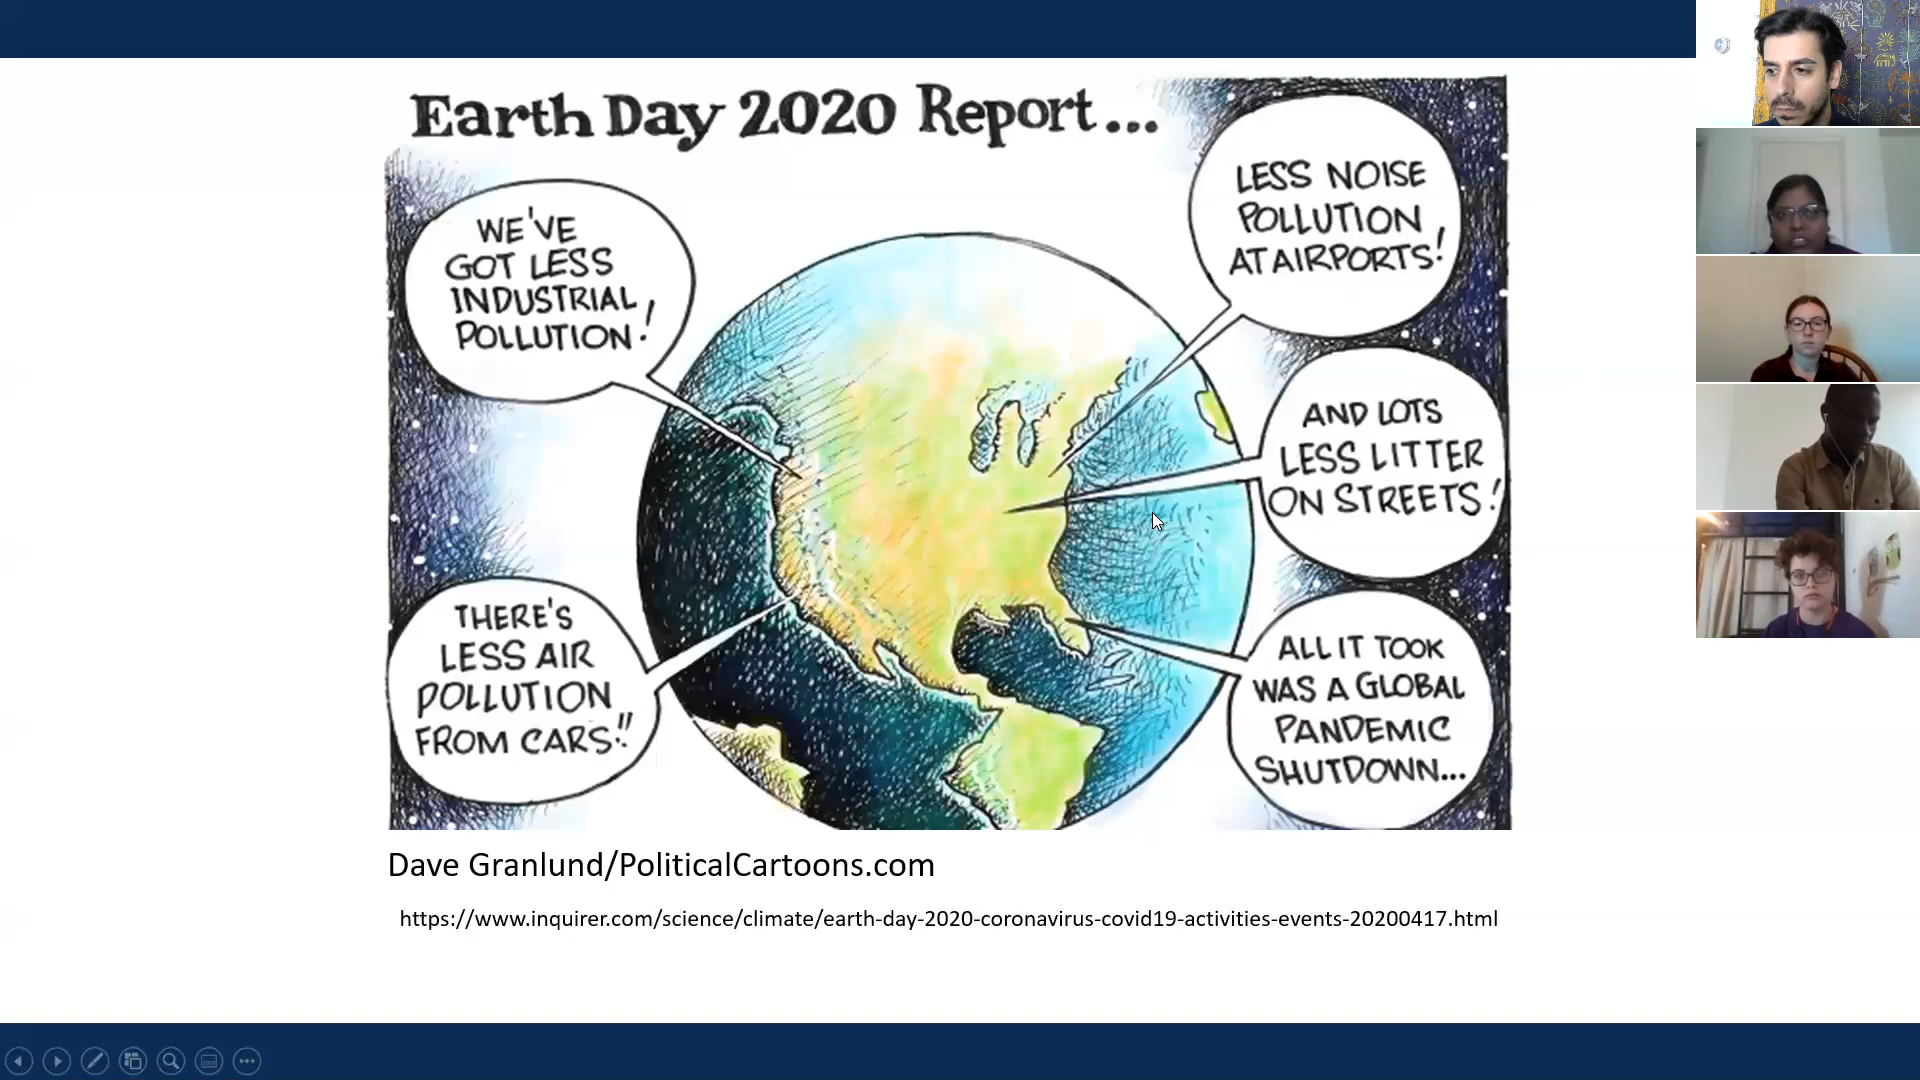 Earth Day 2020 Report...
WE'VE
GOT LESS
INDUSTRIAL
POLLUTION!
LESS NOISE
POLLUTION
AT AIRPORTS!
AND LOTS
LESS LITTER
ON STREETS!
THERE'S
LESS AIR
POLLUTION
FROM CARS!!
ALL IT TOOK
WAS A GLOBAL
PANDEMIC
SHUTDOWN...
Dave Granlund/PoliticalCartoons.com
https://www.inquirer.com/science/climate/earth-day-2020-coronavirus-covid19-activities-events-20200417.html